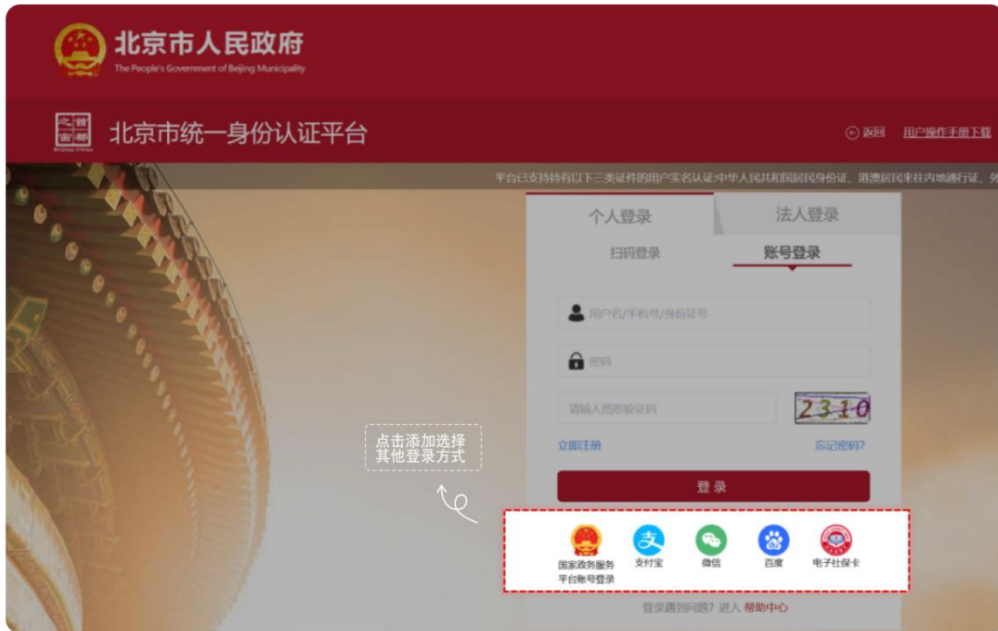 北京市人民政府
The People's Government of Beijing Municipality
首都之窗
Beijing-China
北京市统一身份认证平台
返回 用户操作手册下载
平台已支持持有以下三类证件的用户实名认证:中华人民共和国居民身份证、港澳居民来往内地通行证、外
个人登录 法人登录
扫码登录 账号登录
用户名/手机号/身份证号
密码
请输入图形验证码 2310
立即注册 忘记密码?
点击添加选择
其他登录方式
登 录
国家政务服务
平台账号登录
支付宝
微信
百度
电子社保卡
登录遇到问题? 进入 帮助中心